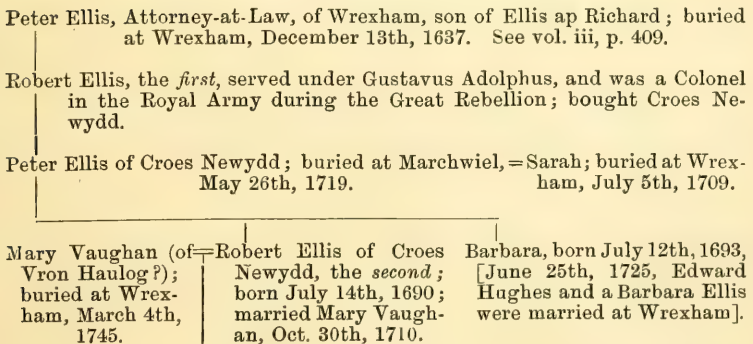 Peter Ellis, Attorney-at-Law, of Wrexham, son of Ellis ap Richard; buried
at Wrexham, December 13th, 1637. See vol. iii, p. 409.
Robert Ellis, the first, served under Gustavus Adolphus, and was a Colonel
in the Royal Army during the Great Rebellion; bought Croes Ne-
wydd.
Peter Ellis of Croes Newydd; buried at Marchwiel, = Sarah; buried at Wrex-
May 26th, 1719. ham, July 5th, 1709.
Mary Vaughan (of
Vron Haulog?);
buried at Wrex-
ham, March 4th,
1745.
=Robert Ellis of Croes
Newydd, the second;
born July 14th, 1690;
married Mary Vaugh-
an, Oct. 30th, 1710.
Barbara, born July 12th, 1693,
[June 25th, 1725, Edward
Hughes and a Barbara Ellis
were married at Wrexham].